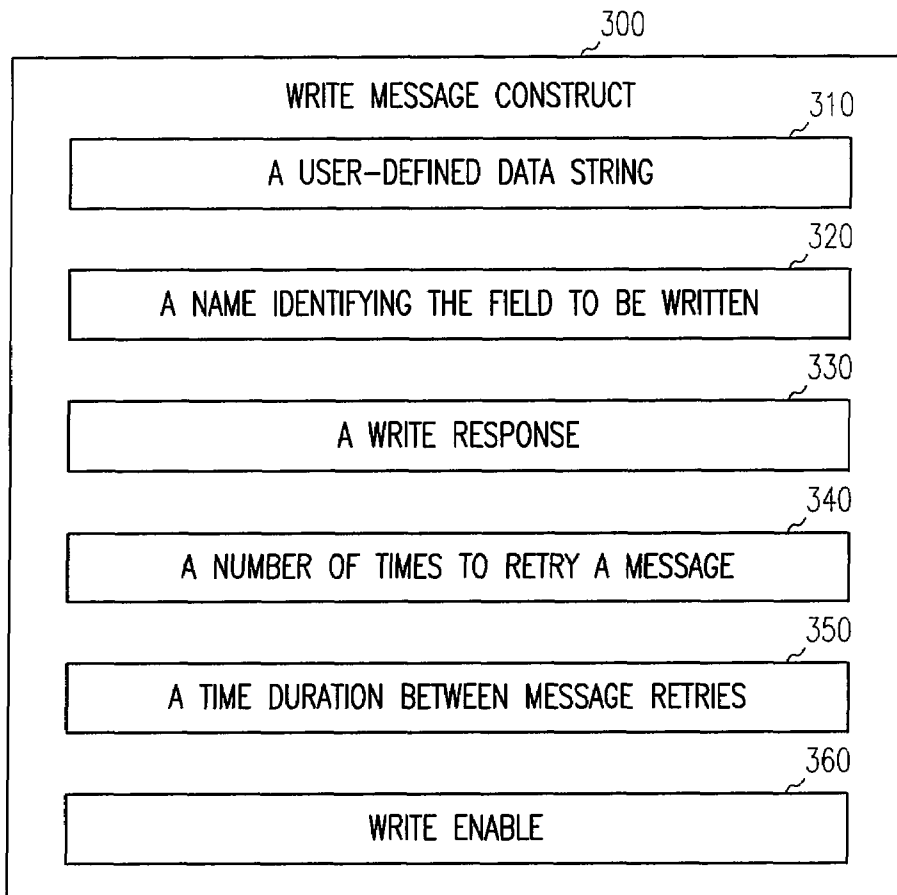 300
WRITE MESSAGE CONSTRUCT
310
A USER-DEFINED DATA STRING
320
A NAME IDENTIFYING THE FIELD TO BE WRITTEN
330
A WRITE RESPONSE
340
A NUMBER OF TIMES TO RETRY A MESSAGE
350
A TIME DURATION BETWEEN MESSAGE RETRIES
360
WRITE ENABLE